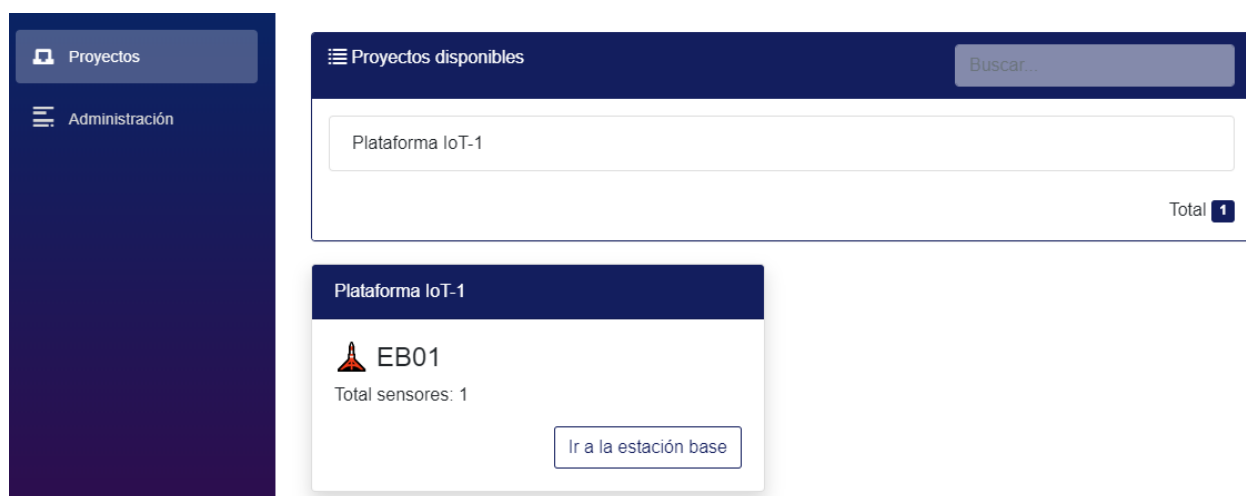 Proyectos
Administración
Proyectos disponibles
Buscar...
Plataforma IoT-1
Total 1
Plataforma IoT-1
EB01
Total sensores: 1
Ir a la estación base